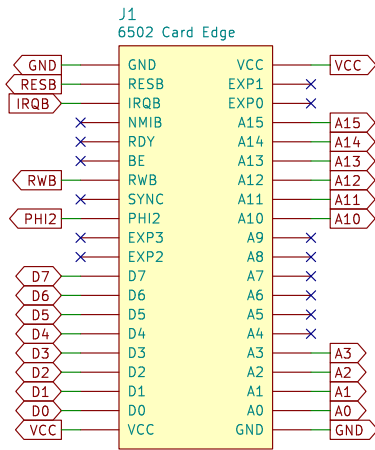 J1
6502 Card Edge
GND GND VCC VCC
RESB RESB EXP1
IRQB IRQB EXP0
NMIB A15 A15
RDY A14 A14
BE A13 A13
RWB RWB A12 A12
SYNC A11 A11
PHI2 PHI2 A10 A10
EXP3 A9
EXP2 A8
D7 D7 A7
D6 D6 A6
D5 D5 A5
D4 D4 A4
D3 D3 A3 A3
D2 D2 A2 A2
D1 D1 A1 A1
D0 D0 A0 A0
VCC VCC GND GND